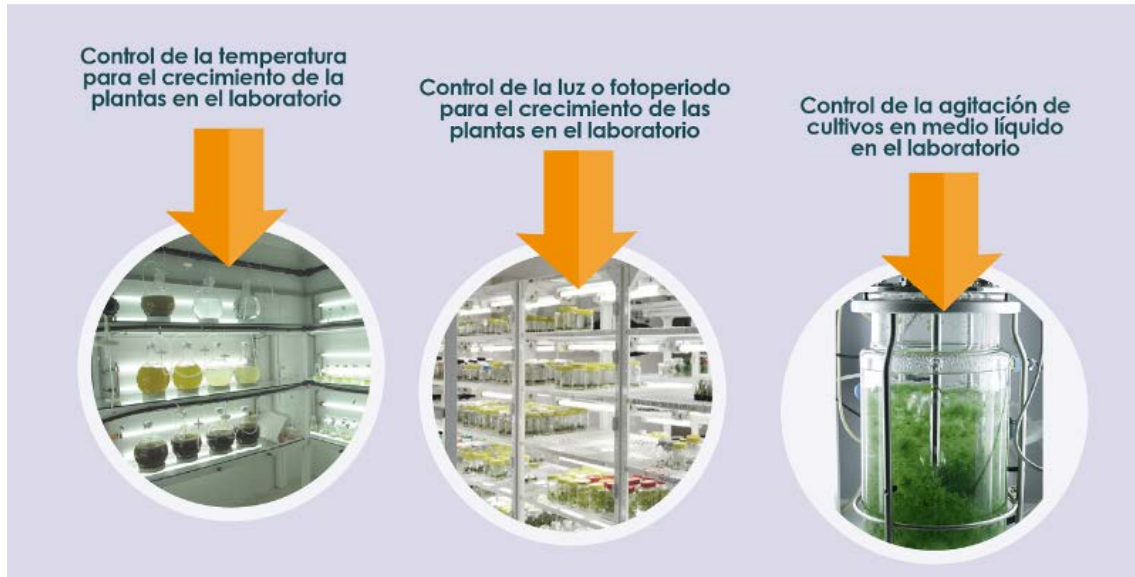 Control de la temperatura
para el crecimiento de la
plantas en el laboratorio
Control de la luz o fotoperiodo
para el crecimiento de las
plantas en el laboratorio
Control de la agitación de
cultivos en medio líquido
en el laboratorio